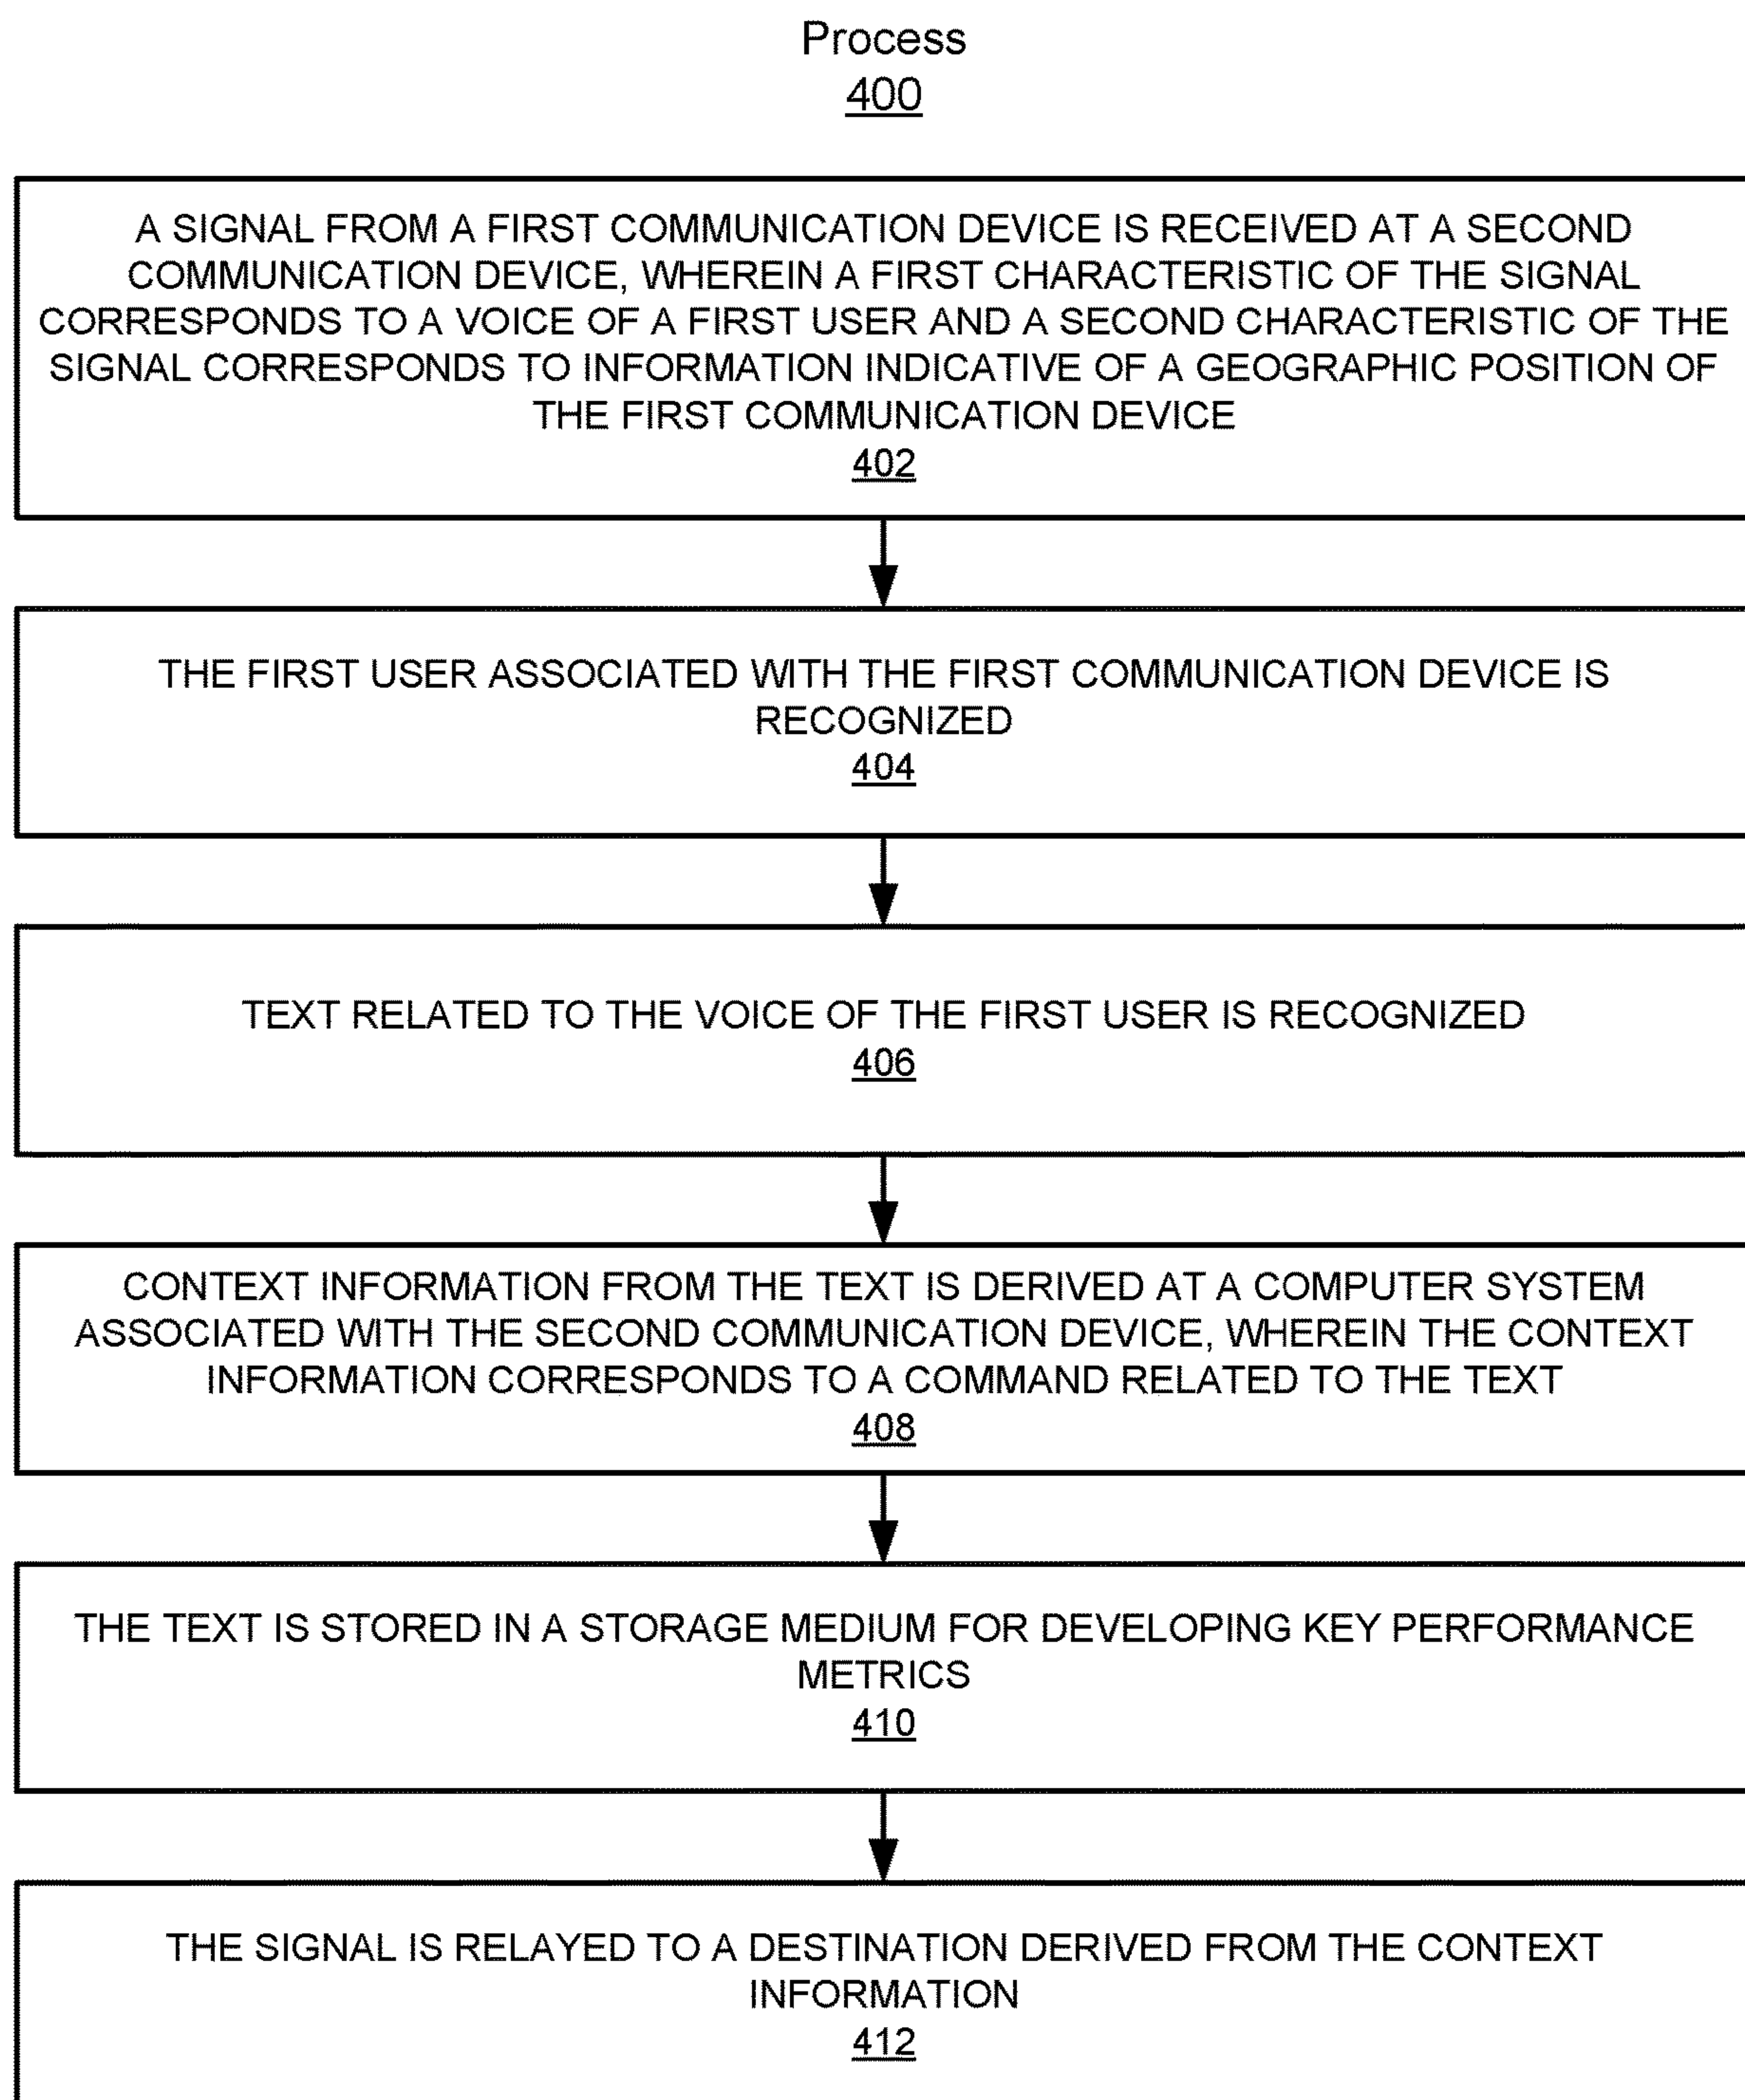 Process
400
A SIGNAL FROM A FIRST COMMUNICATION DEVICE IS RECEIVED AT A SECOND
COMMUNICATION DEVICE, WHEREIN A FIRST CHARACTERISTIC OF THE SIGNAL
CORRESPONDS TO A VOICE OF A FIRST USER AND A SECOND CHARACTERISTIC OF THE
SIGNAL CORRESPONDS TO INFORMATION INDICATIVE OF A GEOGRAPHIC POSITION OF
THE FIRST COMMUNICATION DEVICE
402
THE FIRST USER ASSOCIATED WITH THE FIRST COMMUNICATION DEVICE IS
RECOGNIZED
404
TEXT RELATED TO THE VOICE OF THE FIRST USER IS RECOGNIZED
406
CONTEXT INFORMATION FROM THE TEXT IS DERIVED AT A COMPUTER SYSTEM
ASSOCIATED WITH THE SECOND COMMUNICATION DEVICE, WHEREIN THE CONTEXT
INFORMATION CORRESPONDS TO A COMMAND RELATED TO THE TEXT
408
THE TEXT IS STORED IN A STORAGE MEDIUM FOR DEVELOPING KEY PERFORMANCE
METRICS
410
THE SIGNAL IS RELAYED TO A DESTINATION DERIVED FROM THE CONTEXT
INFORMATION
412